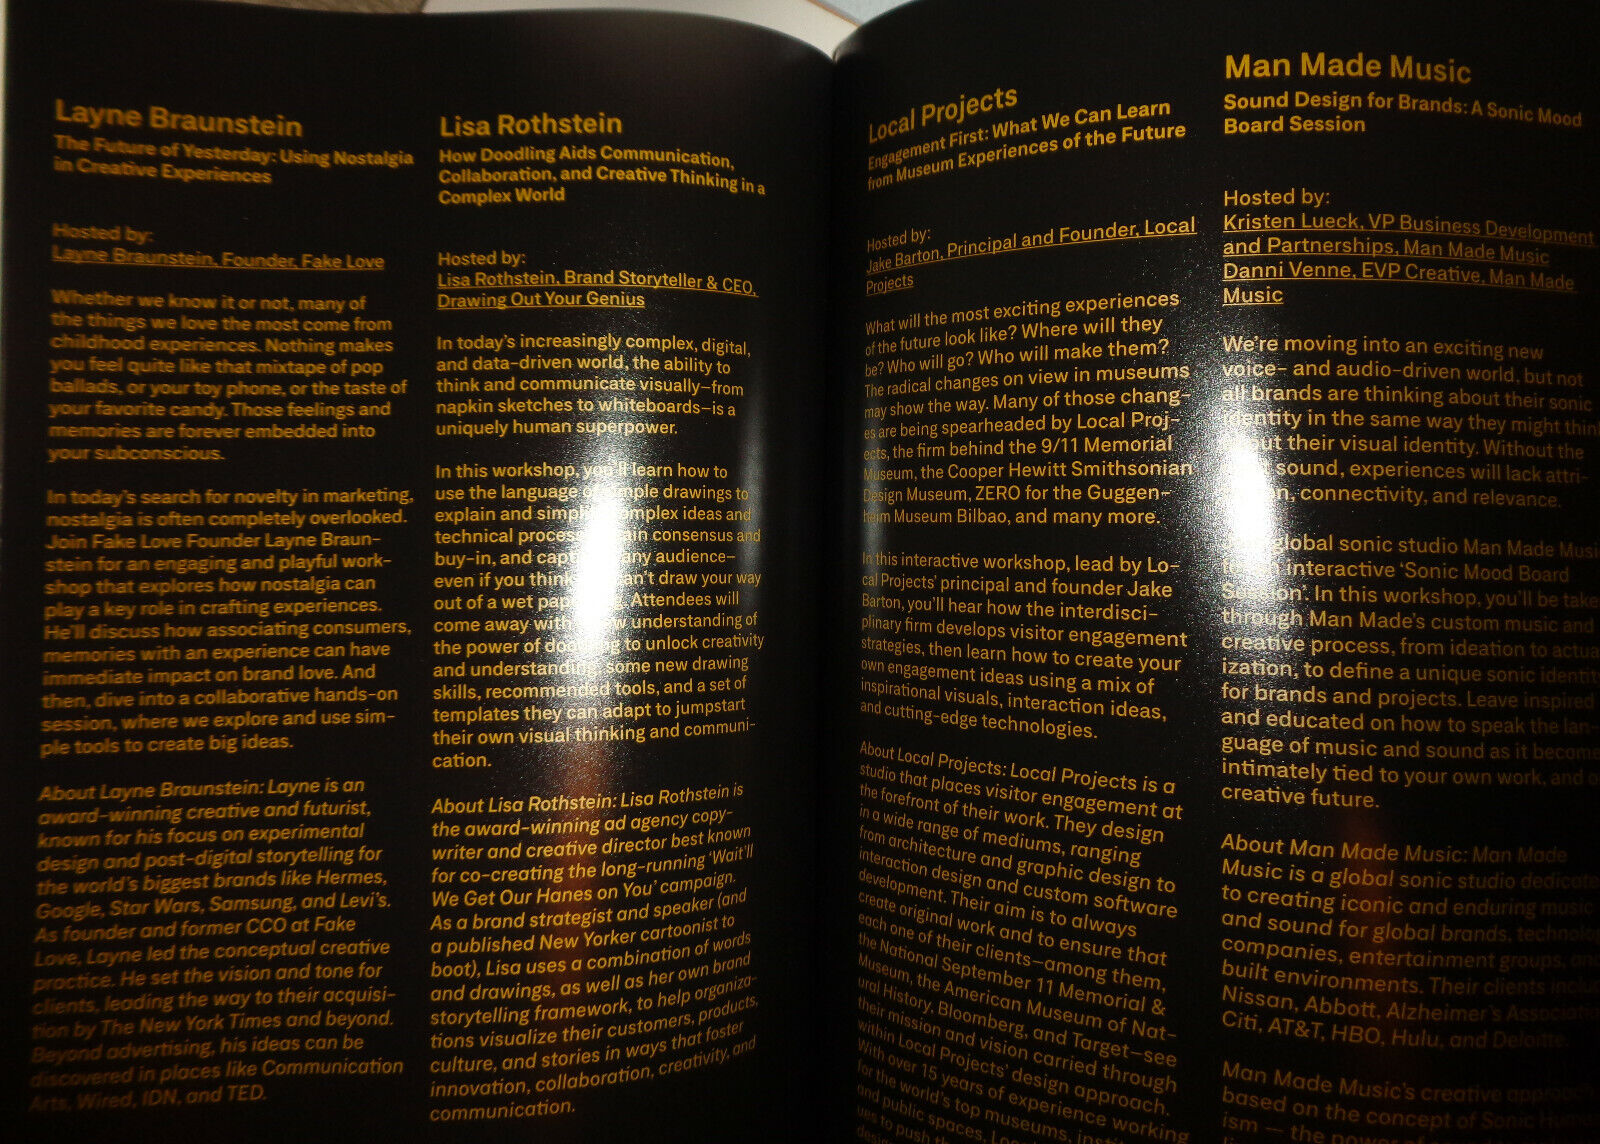 Layne Braunstein
The Future of Yesterday: Using Nostalgia
in Creative Experiences
Hosted by:
Layne Braunstein, Founder, Fake Love
Whether we know it or not, many of
the things we love the most come from
childhood experiences. Nothing makes
you feel quite like that mixtape of pop
ballads, or your toy phone, or the taste of
your favorite candy. Those feelings and
memories are forever embedded into
your subconscious.
In today's search for novelty in marketing,
nostalgia is often completely overlooked.
Join Fake Love Founder Layne Braun-
stein for an engaging and playful work-
shop that explores how nostalgia can
play a key role in crafting experiences.
He'll discuss how associating consumers,
memories with an experience can have
immediate impact on brand love. And
then, dive into a collaborative hands-on
session, where we explore and use sim-
ple tools to create big ideas.
About Layne Braunstein: Layne is an
award-winning creative and futurist,
known for his focus on experimental
design and post-digital storytelling for
the world's biggest brands like Hermes,
Google, Star Wars, Samsung, and Levi's.
As founder and former CCO at Fake
Love, Layne led the conceptual creative
practice. He set the vision and tone for
clients, leading the way to their acquisi-
tion by The New York Times and beyond.
Beyond advertising, his ideas can be
discovered in places like Communication
Arts, Wired, IDN, and TED.
Lisa Rothstein
How Doodling Aids Communication,
Collaboration, and Creative Thinking in a
Complex World
Hosted by:
Lisa Rothstein, Brand Storyteller & CEO,
Drawing Out Your Genius
In today's increasingly complex, digital,
and data-driven world, the ability to
think and communicate visually—from
napkin sketches to whiteboards—is a
uniquely human superpower.
In this workshop, you'll learn how to
use the language of simple drawings to
explain and simplify complex ideas and
technical process, gain consensus and
buy-in, and capt any audience—
even if you think can't draw your way
out of a wet pap Attendees will
come away with understanding of
the power of doodling to unlock creativity
and understanding, some new drawing
skills, recommended tools, and a set of
templates they can adapt to jumpstart
their own visual thinking and communi-
cation.
About Lisa Rothstein: Lisa Rothstein is
the award-winning ad agency copy-
writer and creative director best known
for co-creating the long-running 'Wait'll
We Get Our Hanes on You' campaign.
As a brand strategist and speaker (and
a published New Yorker cartoonist to
boot), Lisa uses a combination of words
and drawings, as well as her own brand
storytelling framework, to help organiza-
tions visualize their customers, products,
culture, and stories in ways that foster
innovation, collaboration, creativity, and
communication.
Local Projects
Engagement First: What We Can Learn
from Museum Experiences of the Future
Hosted by:
Jake Barton, Principal and Founder, Local
Projects
What will the most exciting experiences
of the future look like? Where will they
be? Who will go? Who will make them?
The radical changes on view in museums
may show the way. Many of those chang-
es are being spearheaded by Local Proj-
ects, the firm behind the 9/11 Memorial
Museum, the Cooper Hewitt Smithsonian
Design Museum, ZERO for the Guggen-
heim Museum Bilbao, and many more.
In this interactive workshop, lead by Lo-
cal Projects' principal and founder Jake
Barton, you'll hear how the interdisci-
plinary firm develops visitor engagement
strategies, then learn how to create your
own engagement ideas using a mix of
inspirational visuals, interaction ideas,
and cutting-edge technologies.
About Local Projects: Local Projects is a
studio that places visitor engagement at
the forefront of their work. They design
in a wide range of mediums, ranging
from architecture and graphic design to
interaction design and custom software
development. Their aim is to always
create original work and to ensure that
each one of their clients—among them,
the National September 11 Memorial &
Museum, the American Museum of Nat-
ural History, Bloomberg, and Target—see
their mission and vision carried through
within Local Projects' design approach.
With over 15 years of experience working
for the world's top museums,
and public spaces,
ues to push
Man Made Music
Sound Design for Brands: A Sonic Mood
Board Session
Hosted by:
Kristen Lueck, VP Business Development
and Partnerships, Man Made Music
Danni Venne, EVP Creative, Man Made
Music
We're moving into an exciting new
voice- and audio-driven world, but not
all brands are thinking about their sonic
identity in the same way they might think
about their visual identity. Without the
sound, experiences will lack attri-
connectivity, and relevance.
global sonic studio Man Made Music
for an interactive 'Sonic Mood Board
Session'. In this workshop, you'll be take
through Man Made's custom music and
creative process, from ideation to actua
ization, to define a unique sonic identit
for brands and projects. Leave inspired
and educated on how to speak the lan-
guage of music and sound as it become
intimately tied to your own work, and
creative future.
About Man Made Music: Man Made
Music is a global sonic studio dedicate
to creating iconic and enduring music
and sound for global brands, technolo
companies, entertainment groups, and
built environments. Their clients includ
Nissan, Abbott, Alzheimer's Associatio
Citi, AT&T, HBO, Hulu, and Deloitte.
Man Made Music's creative approac
based on the concept of Sonic Human
ism — the